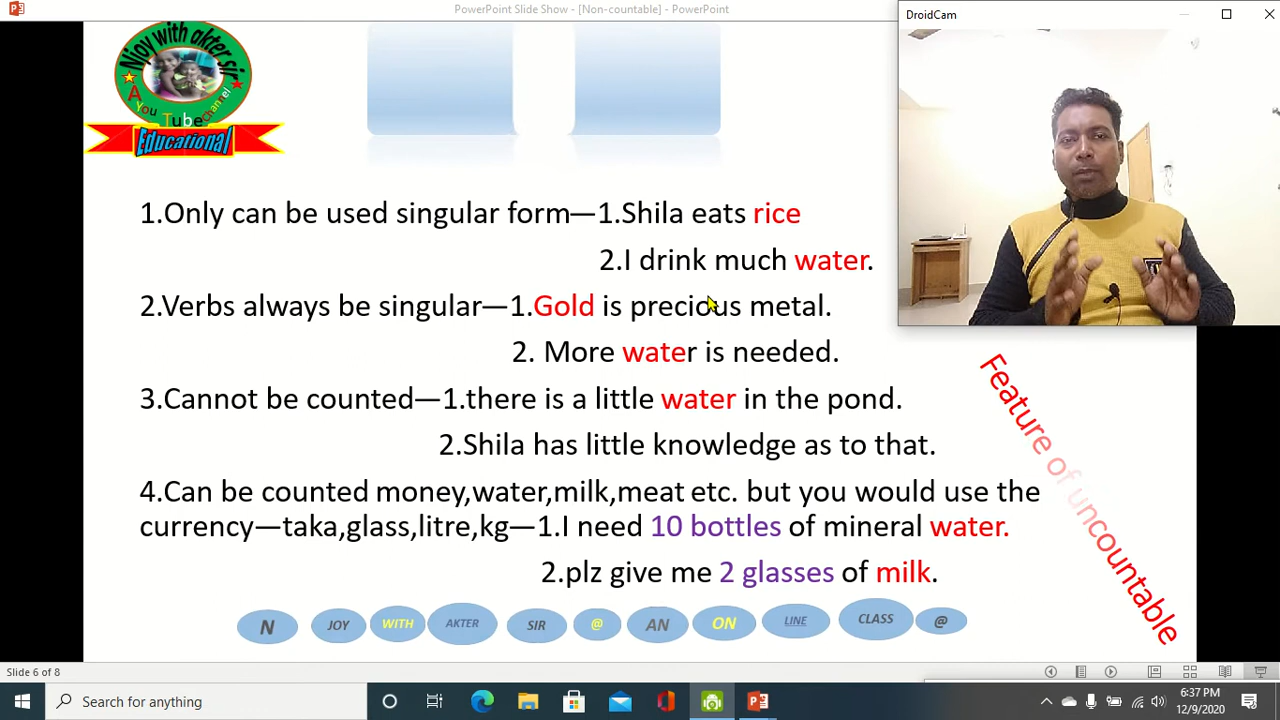 PowerPoint Slide Show - [Non-countable] - PowerPoint
DroidCam
Njoy with akter sir
A You Tube Channel
Educational
1.Only can be used singular form—1.Shila eats rice
2.I drink much water.
2.Verbs always be singular—1.Gold is precious metal.
2. More water is needed.
3.Cannot be counted—1.there is a little water in the pond.
2.Shila has little knowledge as to that.
4.Can be counted money,water,milk,meat etc. but you would use the
currency—taka,glass,litre,kg—1.I need 10 bottles of mineral water.
2.plz give me 2 glasses of milk.
Feature of uncountable
N JOY WITH AKTER SIR @ AN ON LINE CLASS @
Slide 6 of 8
Search for anything
6:37 PM
12/9/2020